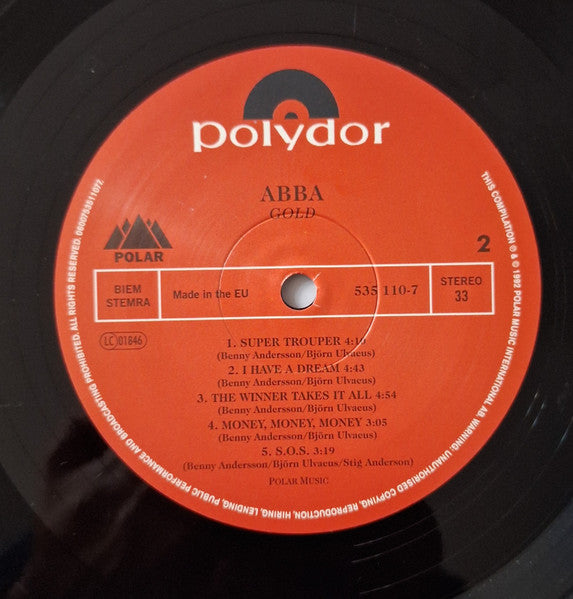 polydor
ABBA
GOLD
POLAR
2
BIEM
STEMRA
Made in the EU
535 110-7
STEREO
33
LC 01846
1. SUPER TROUPER 4:10
(Benny Andersson/Björn Ulvaeus)
2. I HAVE A DREAM 4:43
(Benny Andersson/Björn Ulvaeus)
3. THE WINNER TAKES IT ALL 4:54
(Benny Andersson/Björn Ulvaeus)
4. MONEY, MONEY, MONEY 3:05
(Benny Andersson/Björn Ulvaeus)
5. S.O.S. 3:19
(Benny Andersson/Björn Ulvaeus/Stig Anderson)
POLAR MUSIC
THIS COMPILATION ℗ & © 1992 POLAR MUSIC INTERNATIONAL AB. WARNING. UNAUTHORISED COPYING, REPRODUCTION, HIRING, LENDING, PUBLIC PERFORMANCE AND BROADCASTING PROHIBITED. ALL RIGHTS RESERVED. 0600753511072